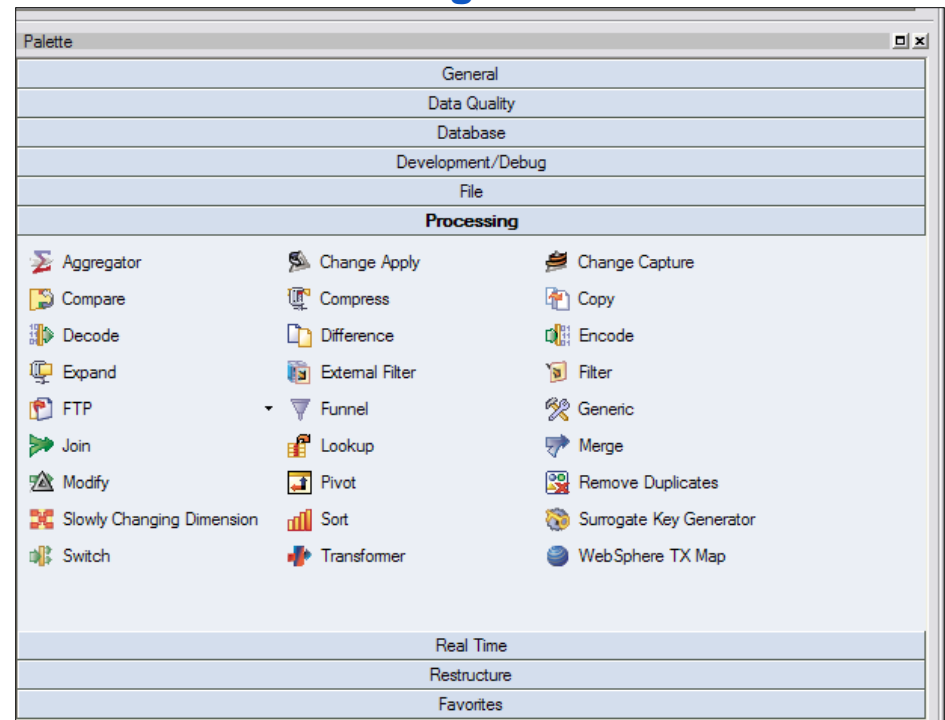 Palette
General
Data Quality
Database
Development/Debug
File
Processing
Aggregator Change Apply Change Capture
Compare Compress Copy
Decode Difference Encode
Expand External Filter Filter
FTP Funnel Generic
Join Lookup Merge
Modify Pivot Remove Duplicates
Slowly Changing Dimension Sort Surrogate Key Generator
Switch Transformer WebSphere TX Map
Real Time
Restructure
Favorites